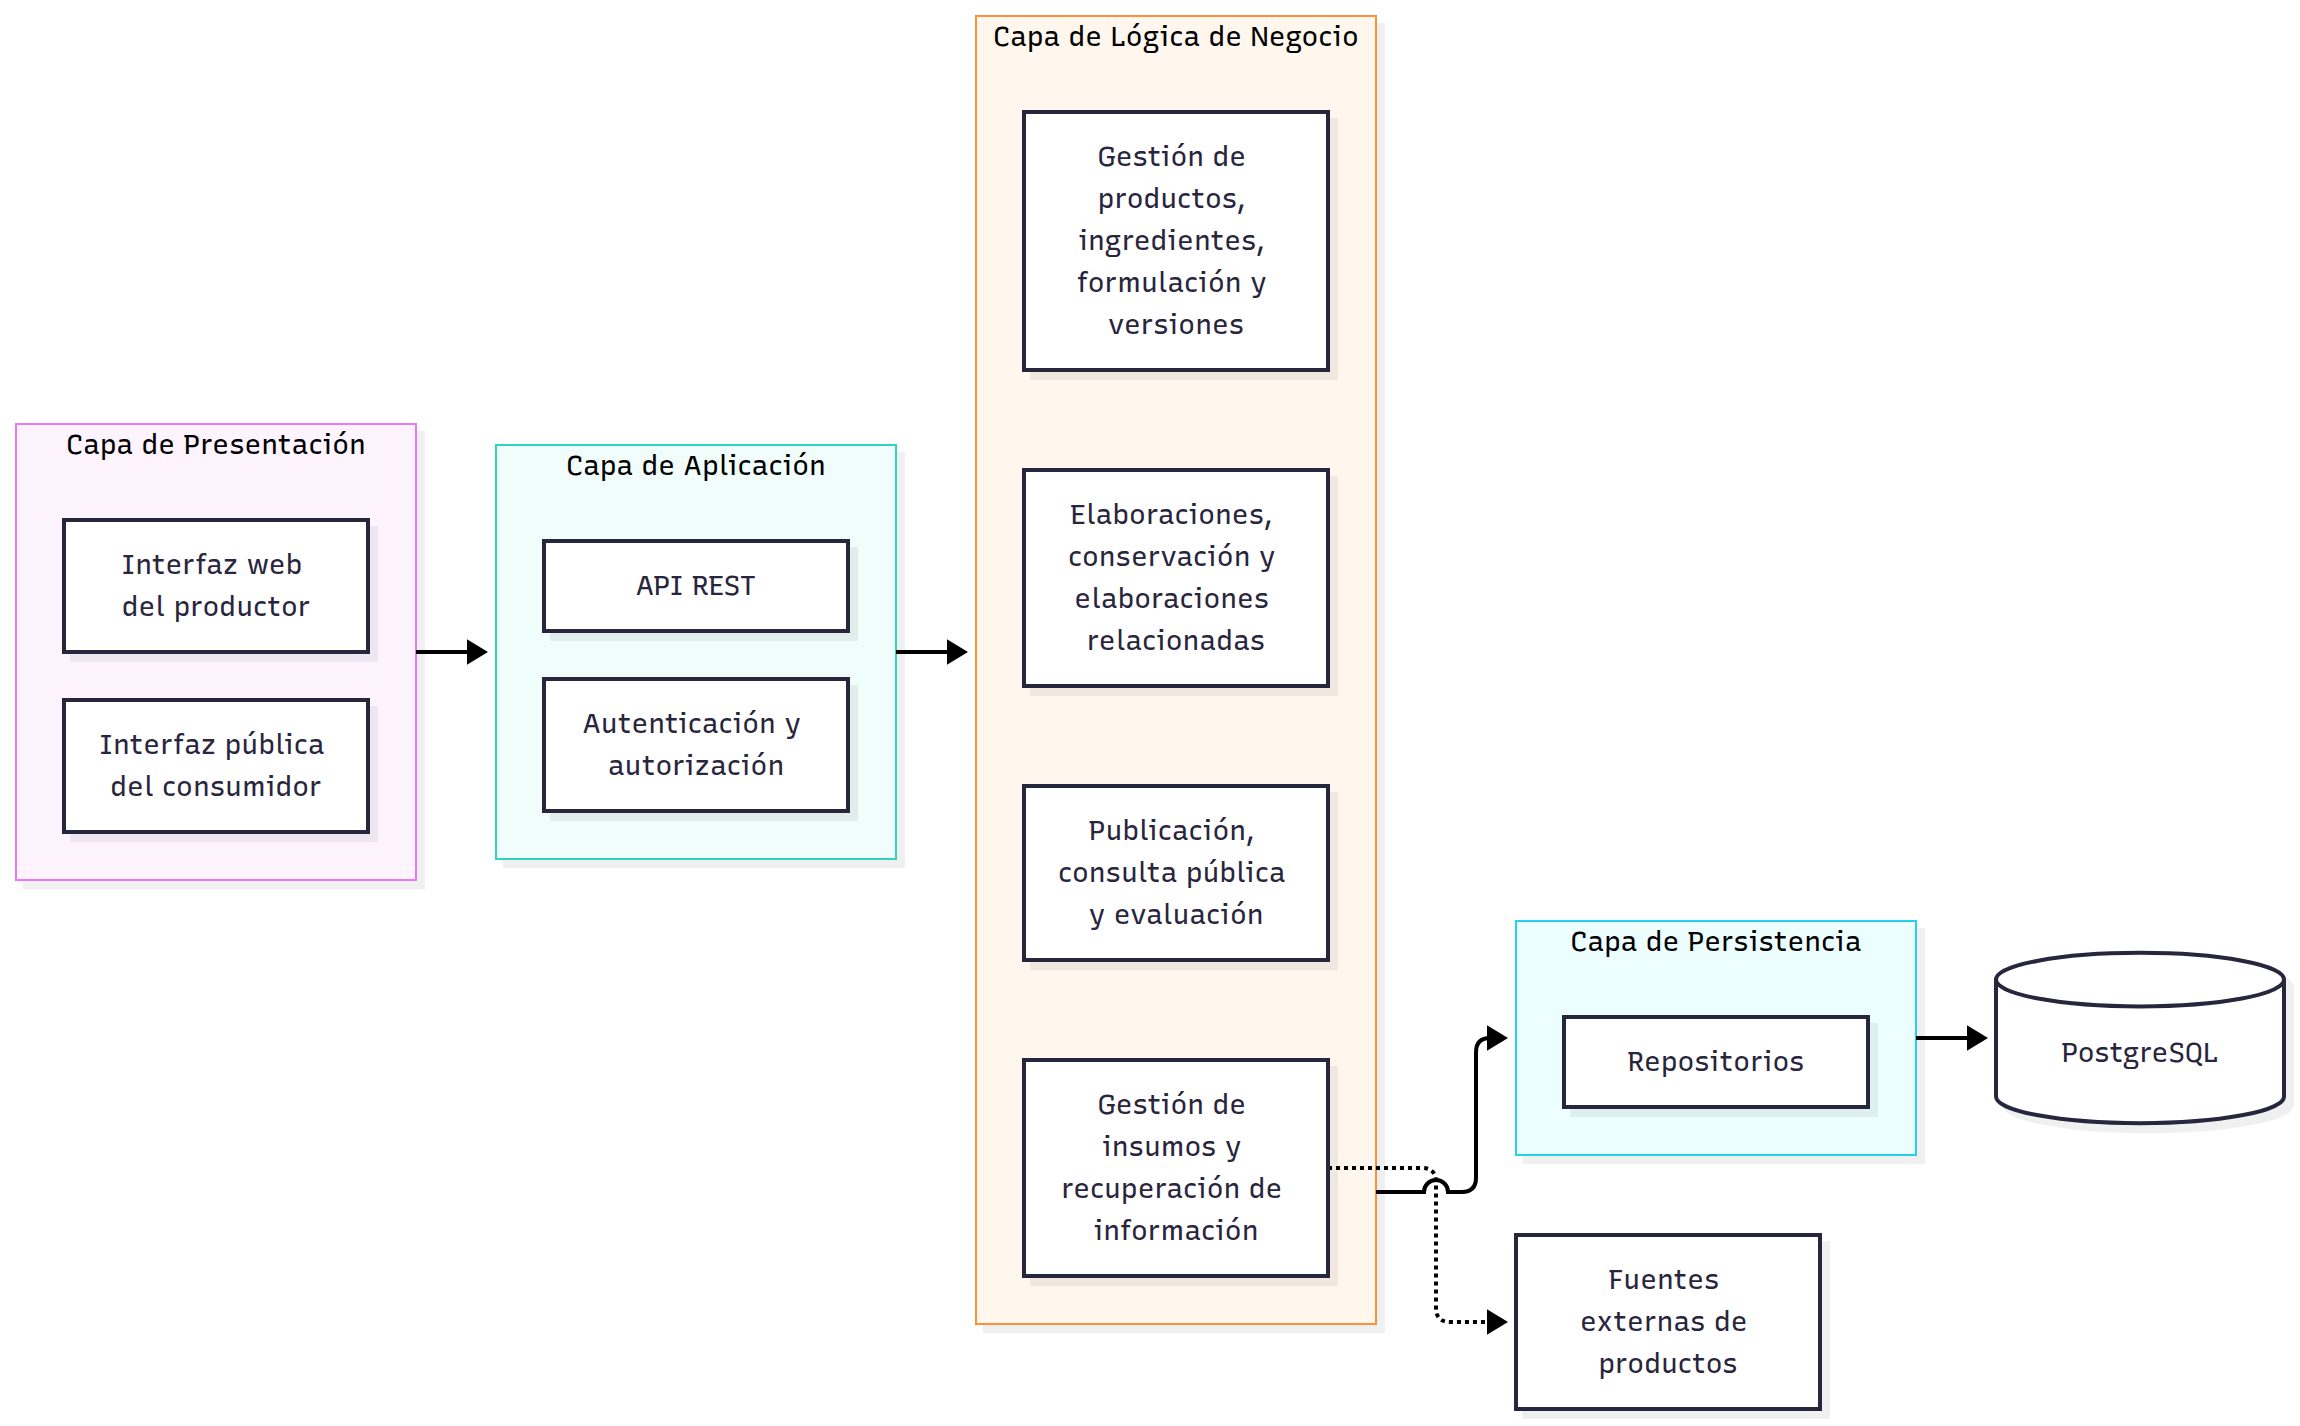 Capa de Presentación
Interfaz web
del productor
Interfaz pública
del consumidor
Capa de Aplicación
API REST
Autenticación y
autorización
Capa de Lógica de Negocio
Gestión de
productos,
ingredientes,
formulación y
versiones
Elaboraciones,
conservación y
elaboraciones
relacionadas
Publicación,
consulta pública
y evaluación
Gestión de
insumos y
recuperación de
información
Capa de Persistencia
Repositorios
PostgreSQL
Fuentes
externas de
productos